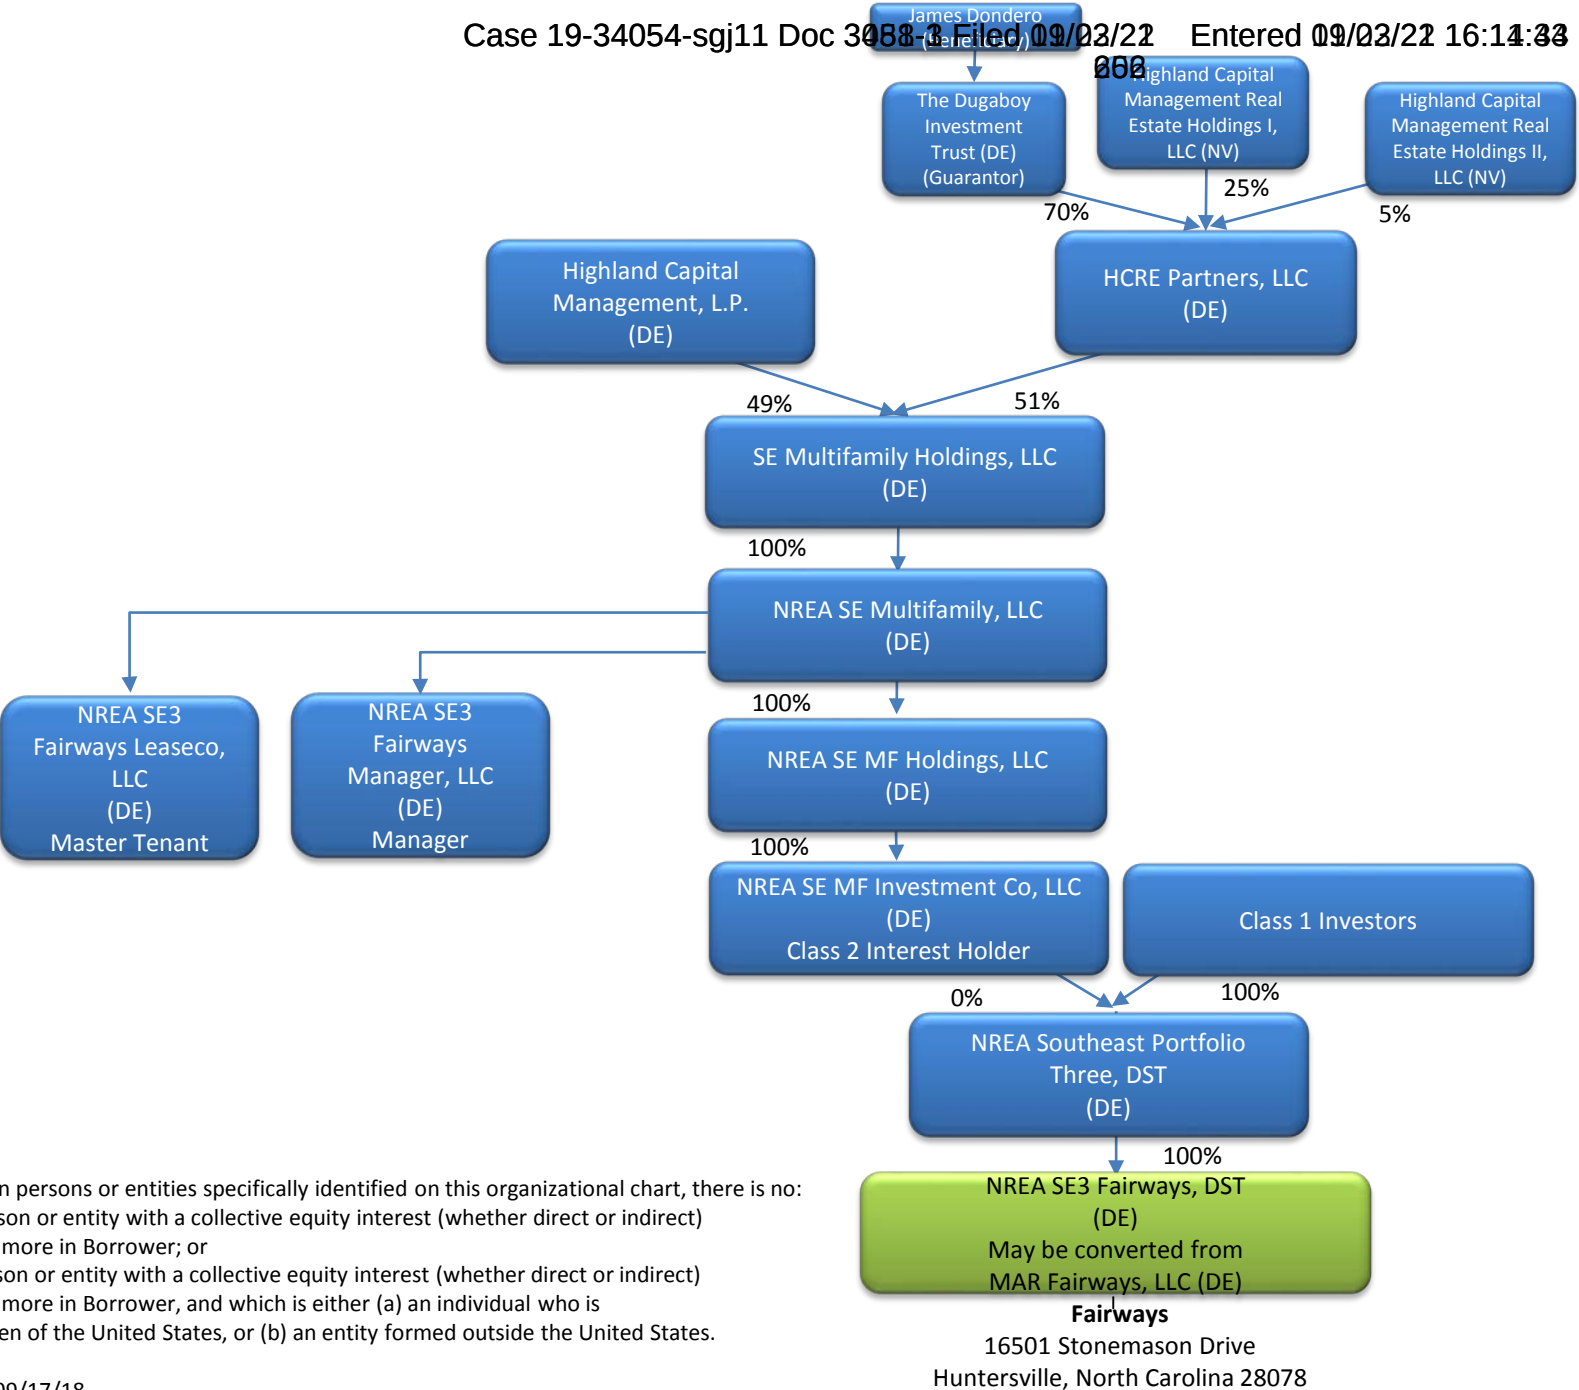 James Dondero
(Beneficiary)
Case 19-34054-sgj11 Doc Filed Entered 16:14:
The Dugaboy
Investment
Trust (DE)
(Guarantor)
Highland Capital
Management Real
Estate Holdings I,
LLC (NV)
Highland Capital
Management Real
Estate Holdings II,
LLC (NV)
70%
25%
5%
Highland Capital
Management, L.P.
(DE)
HCRE Partners, LLC
(DE)
49%
51%
SE Multifamily Holdings, LLC
(DE)
100%
NREA SE Multifamily, LLC
(DE)
NREA SE3
Fairways Leaseco,
LLC
(DE)
Master Tenant
NREA SE3
Fairways
Manager, LLC
(DE)
Manager
100%
NREA SE MF Holdings, LLC
(DE)
100%
NREA SE MF Investment Co, LLC
(DE)
Class 2 Interest Holder
Class 1 Investors
0%
100%
NREA Southeast Portfolio
Three, DST
(DE)
100%
NREA SE3 Fairways, DST
(DE)
May be converted from
MAR Fairways, LLC (DE)
Fairways
16501 Stonemason Drive
Huntersville, North Carolina 28078
n persons or entities specifically identified on this organizational chart, there is no:
son or entity with a collective equity interest (whether direct or indirect)
more in Borrower; or
son or entity with a collective equity interest (whether direct or indirect)
more in Borrower, and which is either (a) an individual who is
en of the United States, or (b) an entity formed outside the United States.
09/17/18